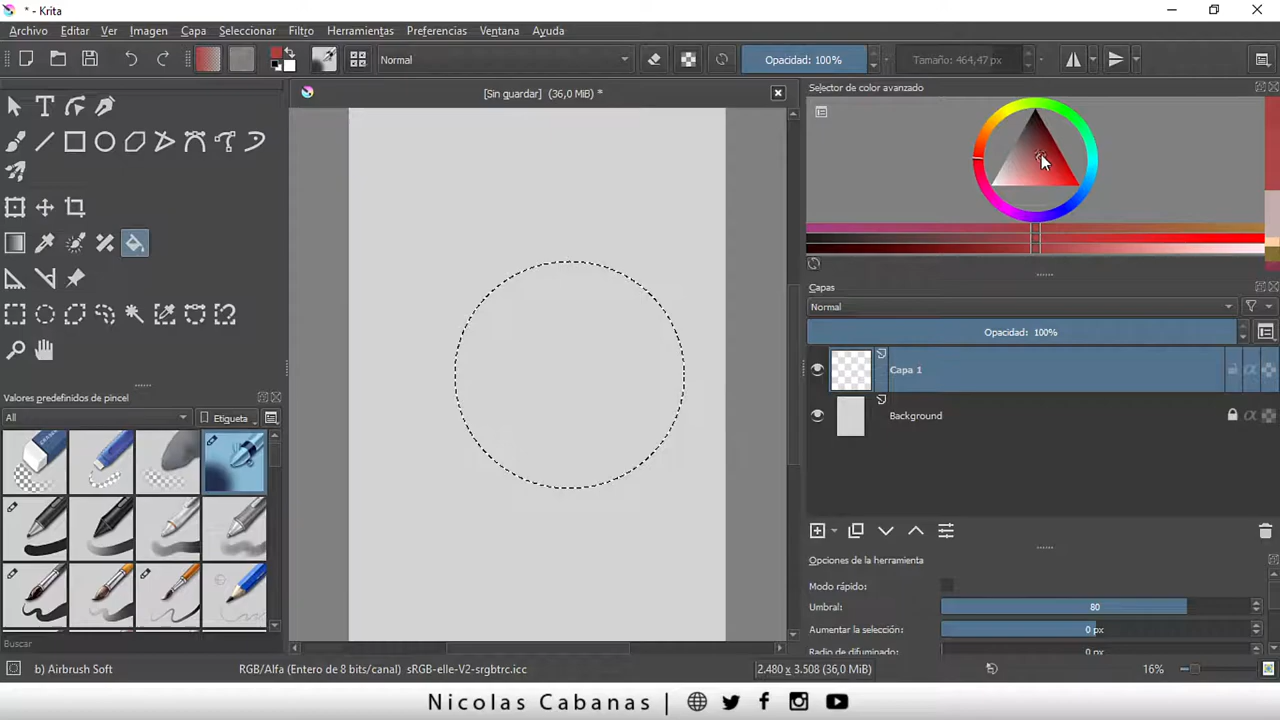 * - Krita
Archivo Editar Ver Imagen Capa Seleccionar Filtro Herramientas Preferencias Ventana Ayuda
Normal Opacidad: 100% Tamaño: 464,47 px
[Sin guardar] (36,0 MiB) *
Selector de color avanzado
Capas
Normal
Opacidad: 100%
Capa 1
Background
Valores predefinidos de pincel
All Etiqueta
Opciones de la herramienta
Modo rápido:
Umbral: 80
Aumentar la selección: 0 px
Radio de difuminado: 0 px
Buscar
b) Airbrush Soft RGB/Alfa (Entero de 8 bits/canal) sRGB-elle-V2-srgbtrc.icc 2.480 x 3.508 (36,0 MiB) 16%
Nicolas Cabanas |